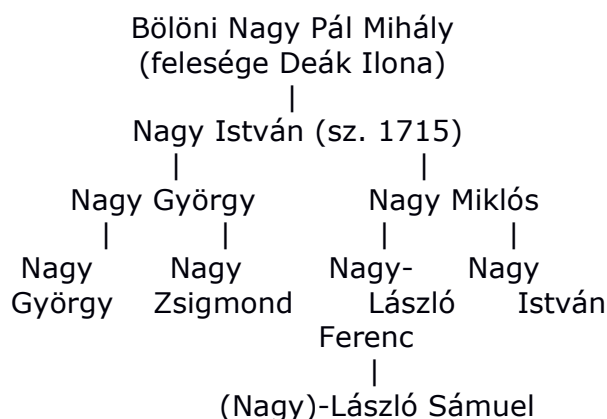 Bölöni Nagy Pál Mihály
(felesége Deák Ilona)
|
Nagy István (sz. 1715)
| |
Nagy György Nagy Miklós
| | | |
Nagy Nagy Nagy- Nagy
György Zsigmond László István
Ferenc
|
(Nagy)-László Sámuel